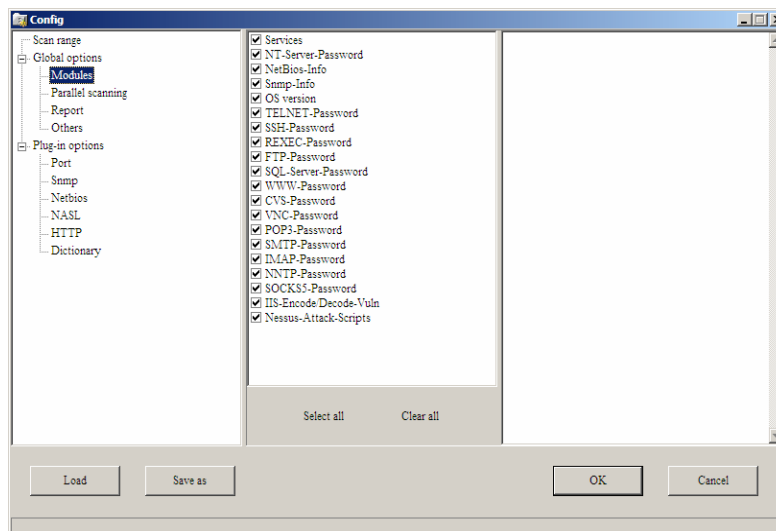 Config
Scan range
Global options
Modules
Parallel scanning
Report
Others
Plug-in options
Port
Snmp
Netbios
NASL
HTTP
Dictionary
Services
NT-Server-Password
NetBios-Info
Snmp-Info
OS version
TELNET-Password
SSH-Password
REXEC-Password
FTP-Password
SQL-Server-Password
WWW-Password
CVS-Password
VNC-Password
POP3-Password
SMTP-Password
IMAP-Password
NNTP-Password
SOCKS5-Password
IIS-Encode/Decode-Vuln
Nessus-Attack-Scripts
Select all Clear all
Load Save as OK Cancel